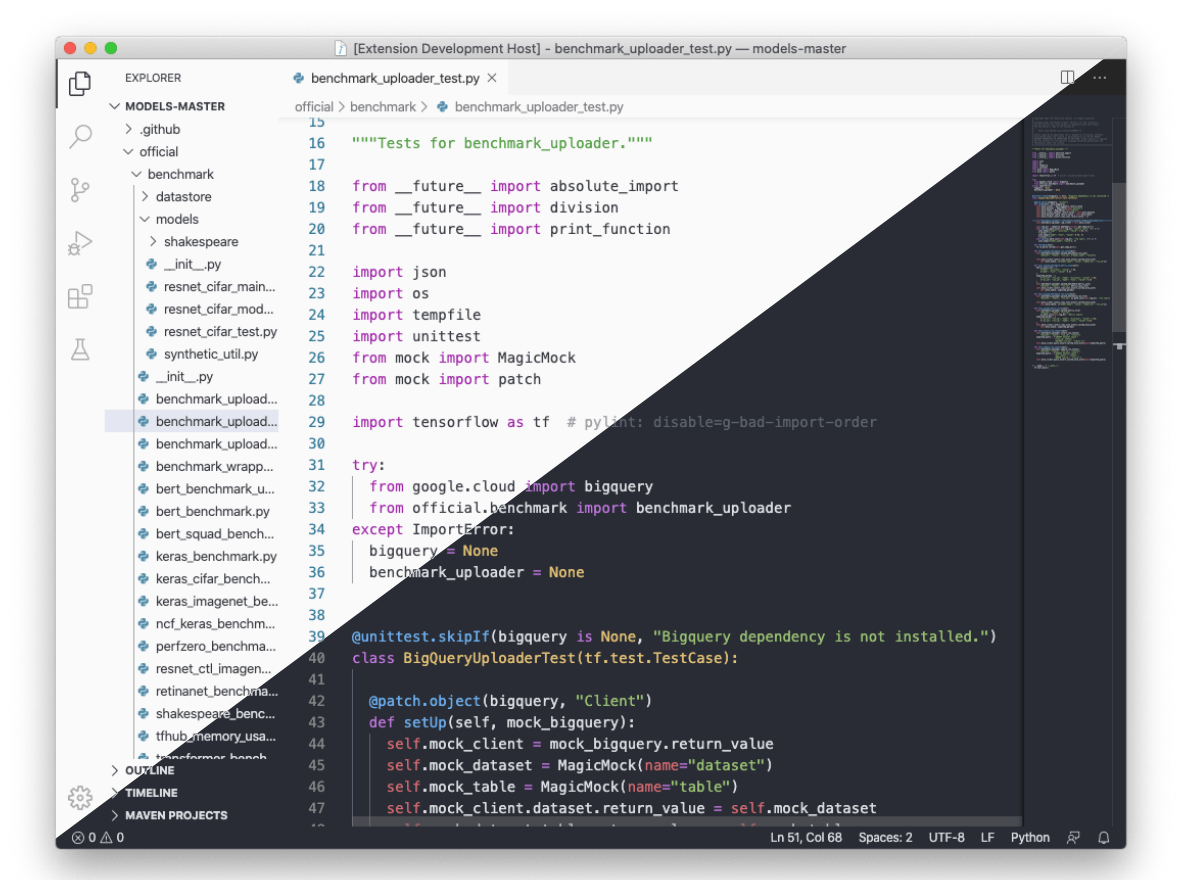 [Extension Development Host] - benchmark_uploader_test.py — models-master
EXPLORER
MODELS-MASTER
.github
official
benchmark
datastore
models
shakespeare
__init__.py
resnet_cifar_main...
resnet_cifar_mod...
resnet_cifar_test.py
synthetic_util.py
__init__.py
benchmark_upload...
benchmark_upload...
benchmark_upload...
benchmark_wrapp...
bert_benchmark_u...
bert_benchmark.py
bert_squad_bench...
keras_benchmark.py
keras_cifar_bench...
keras_imagenet_be...
ncf_keras_benchm...
perfzero_benchma...
resnet_ctl_imagen...
retinanet_benchma...
shakespeare_benc...
tfhub_memory_usa...
transformer_bench...
OUTLINE
TIMELINE
MAVEN PROJECTS
benchmark_uploader_test.py
official > benchmark > benchmark_uploader_test.py
15
16 """Tests for benchmark_uploader."""
17
18 from __future__ import absolute_import
19 from __future__ import division
20 from __future__ import print_function
21
22 import json
23 import os
24 import tempfile
25 import unittest
26 from mock import MagicMock
27 from mock import patch
28
29 import tensorflow as tf # pylint: disable=g-bad-import-order
30
31 try:
32 from google.cloud import bigquery
33 from official.benchmark import benchmark_uploader
34 except ImportError:
35 bigquery = None
36 benchmark_uploader = None
37
38
39 @unittest.skipIf(bigquery is None, "Bigquery dependency is not installed.")
40 class BigQueryUploaderTest(tf.test.TestCase):
41
42 @patch.object(bigquery, "Client")
43 def setUp(self, mock_bigquery):
44 self.mock_client = mock_bigquery.return_value
45 self.mock_dataset = MagicMock(name="dataset")
46 self.mock_table = MagicMock(name="table")
47 self.mock_client.dataset.return_value = self.mock_dataset
0 0
Ln 51, Col 68 Spaces: 2 UTF-8 LF Python